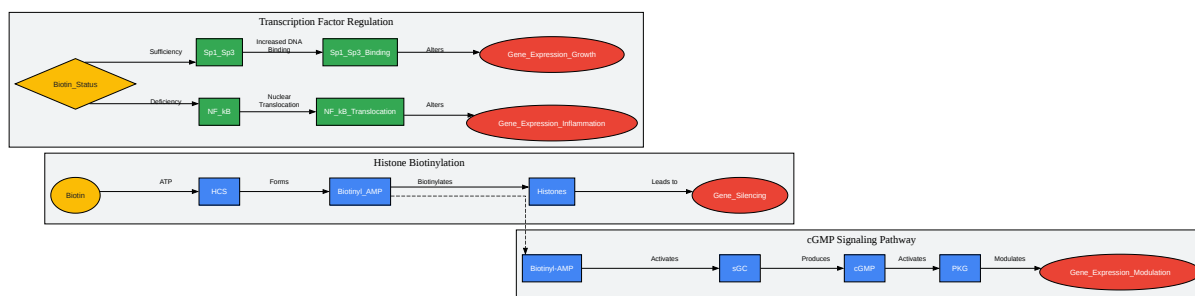 Transcription Factor Regulation
Biotin_Status
Sufficiency
Sp1_Sp3
Increased DNA
Binding
Sp1_Sp3_Binding
Alters
Gene_Expression_Growth
Deficiency
NF_kB
Nuclear
Translocation
NF_kB_Translocation
Alters
Gene_Expression_Inflammation
Histone Biotinylation
Biotin
ATP
HCS
Forms
Biotinyl_AMP
Biotinylates
Histones
Leads to
Gene_Silencing
cGMP Signaling Pathway
Biotinyl-AMP
Activates
sGC
Produces
cGMP
Activates
PKG
Modulates
Gene_Expression_Modulation